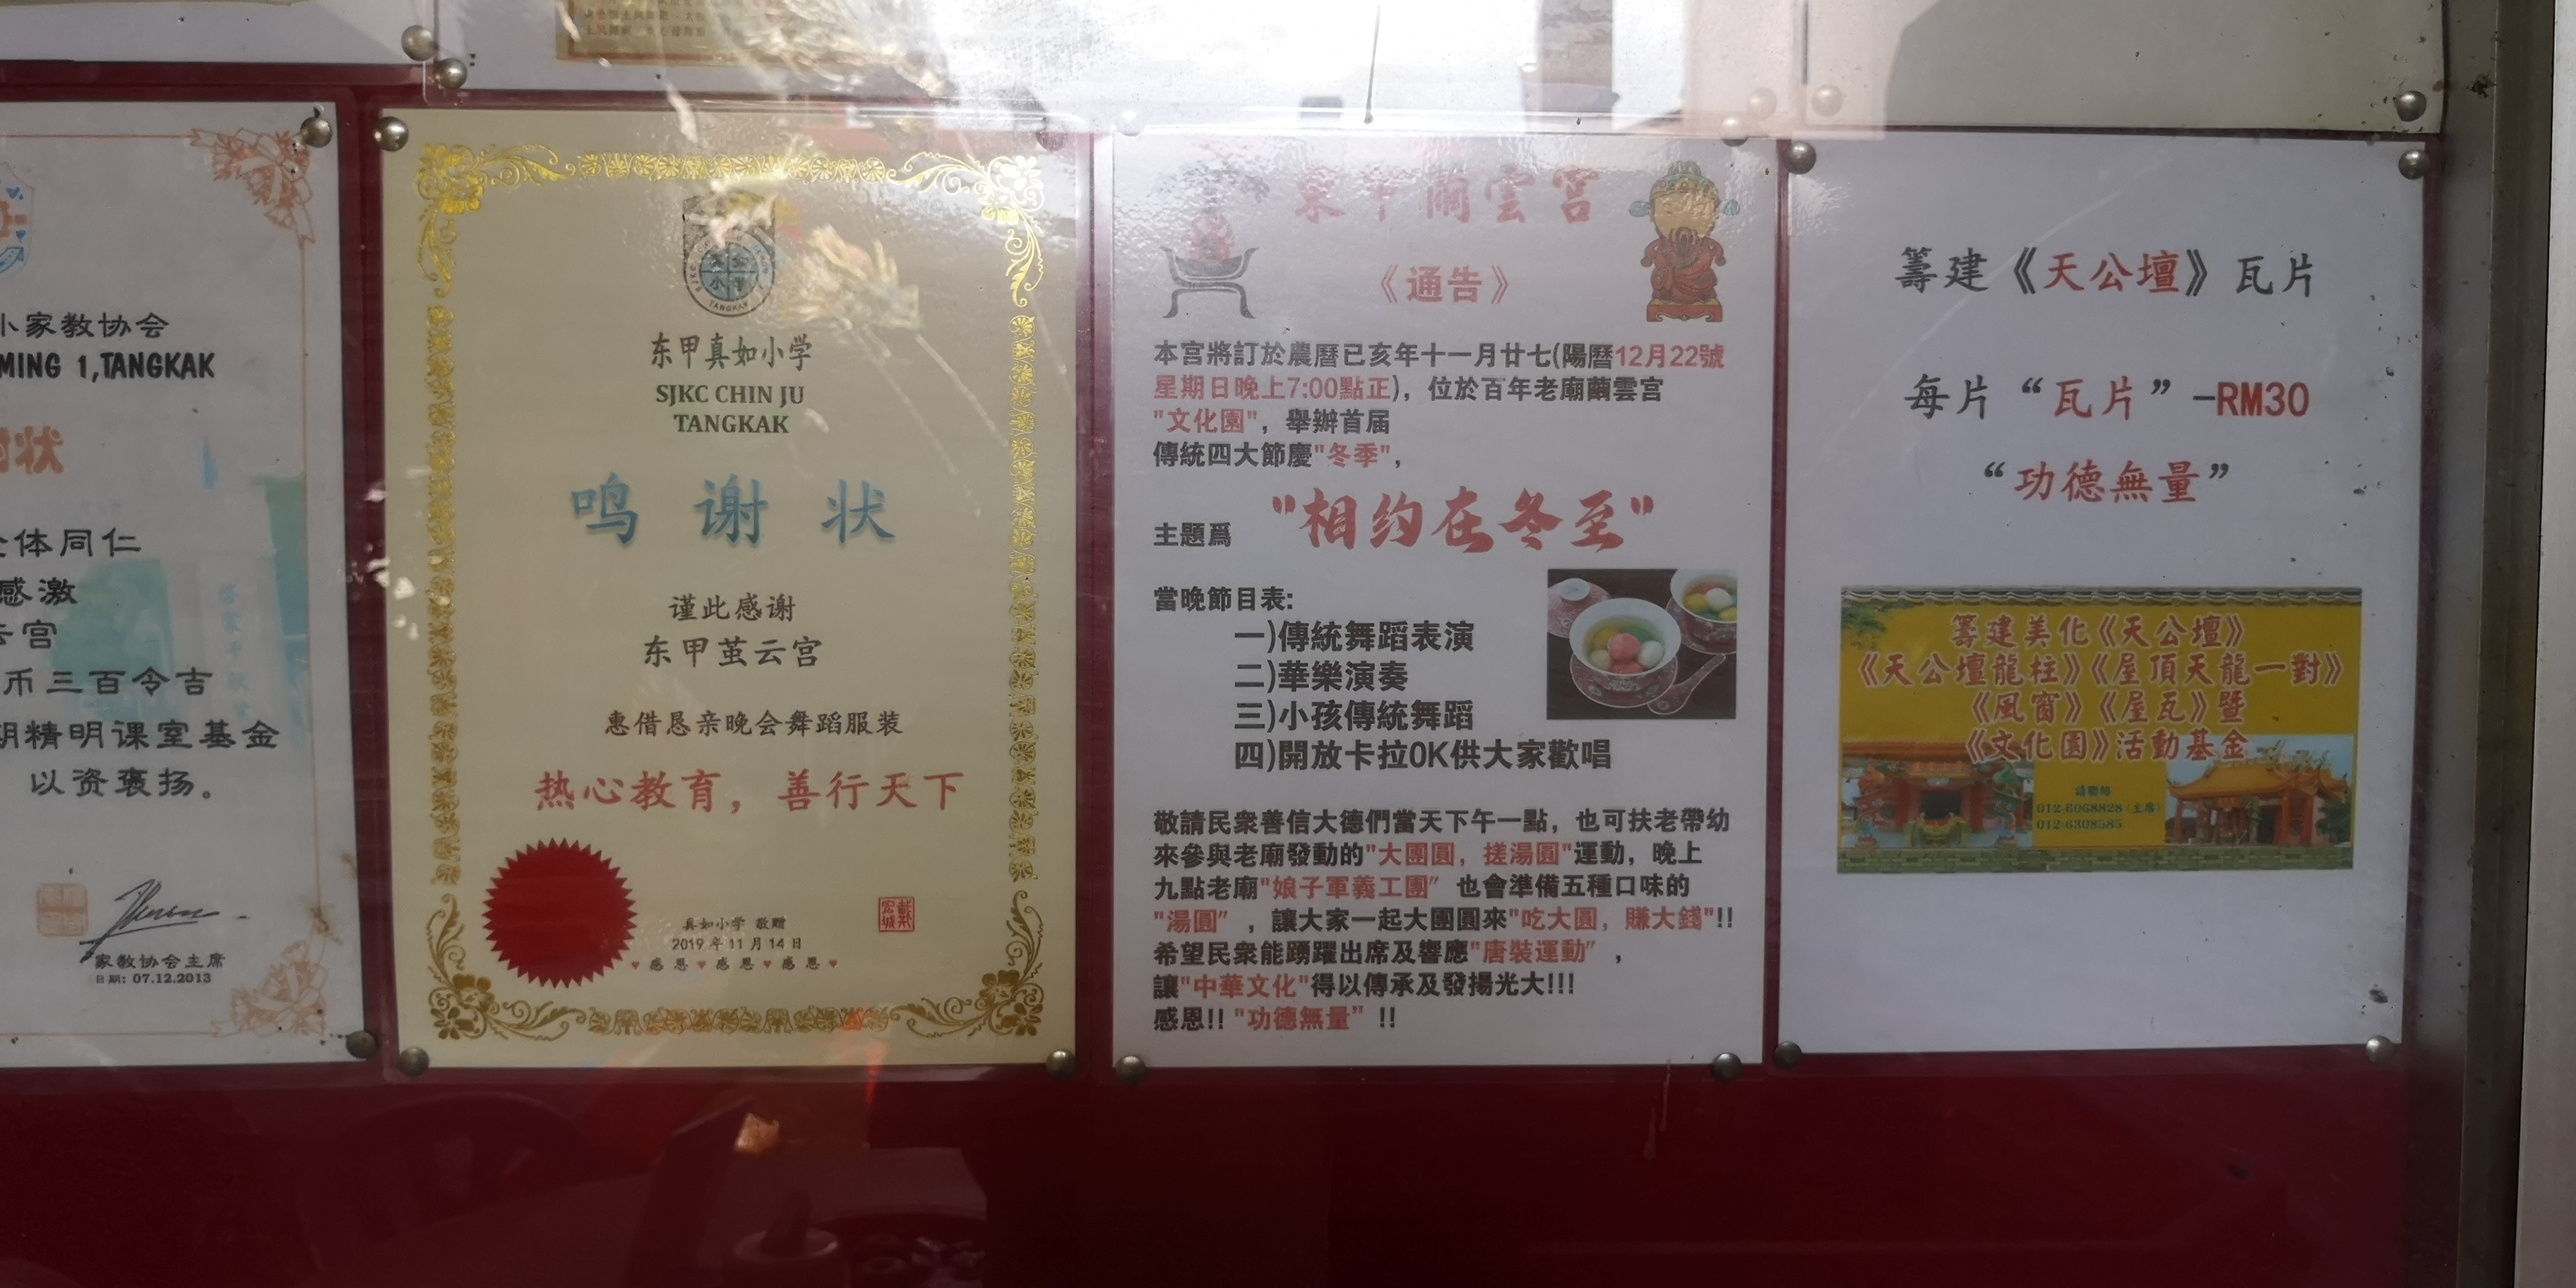 小家教协会
MING 1,TANGKAK
状
全体同仁
感激
云宫
币三百令吉
期精明课室基金
以资褒扬。
家教协会主席
日期: 07.12.2013
TANGKAK
东甲真如小学
SJKC CHIN JU
TANGKAK
鸣谢状
谨此感谢
东甲茧云宫
惠借恳亲晚会舞蹈服装
热心教育，善行天下
真如小学 敬赠
2019 年 11 月 14 日
♥ 感 恩 ♥ 感 恩 ♥ 感 恩 ♥
東甲繭雲宮
《通告》
本宮將訂於農曆已亥年十一月廿七(陽曆12月22號
星期日晚上7:00點正)，位於百年老廟繭雲宮
"文化園"，舉辦首届
傳統四大節慶"冬季"，
主題爲 "相约在冬至"
當晚節目表:
一)傳統舞蹈表演
二)華樂演奏
三)小孩傳統舞蹈
四)開放卡拉OK供大家歡唱
敬請民衆善信大德們當天下午一點，也可扶老帶幼
來參與老廟發動的"大團圓，搓湯圓"運動，晚上
九點老廟"娘子軍義工團" 也會準備五種口味的
"湯圓" ，讓大家一起大團圓來"吃大圓，賺大錢"!!
希望民衆能踴躍出席及響應"唐裝運動" ，
讓"中華文化"得以傳承及發揚光大!!!
感恩!! "功德無量" !!
籌建《天公壇》瓦片
每片“瓦片”-RM30
“功德無量”
籌建美化《天公壇》
《天公壇龍柱》《屋頂天龍一對》
《風窗》《屋瓦》暨
《文化園》活動基金
請聯絡
012-6068828 (主席)
012-6308585